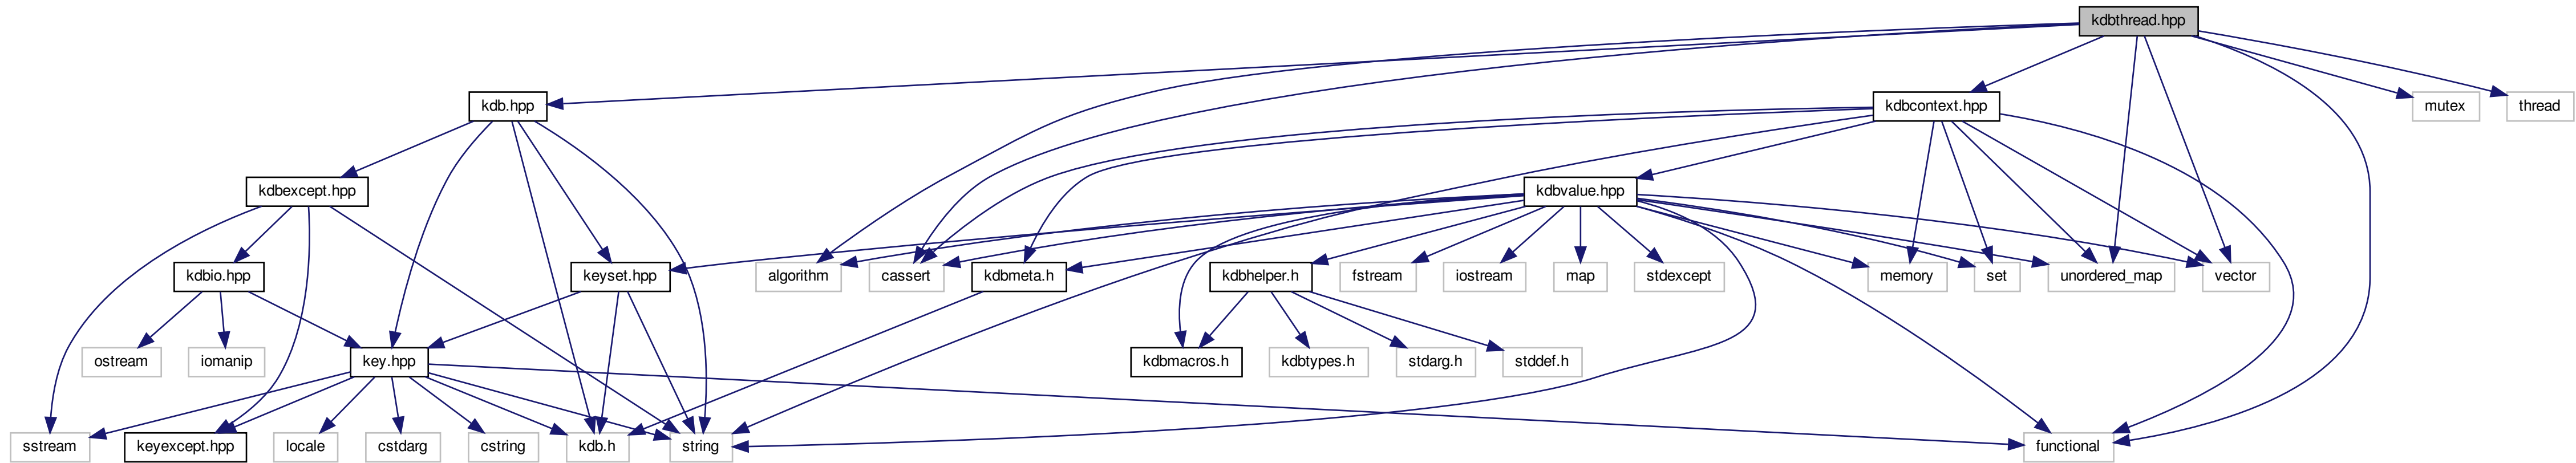 kdbthread.hpp
kdb.hpp
kdbcontext.hpp
mutex
thread
kdbexcept.hpp
kdbvalue.hpp
kdbio.hpp
keyset.hpp
algorithm
cassert
kdbmeta.h
kdbhelper.h
fstream
iostream
map
stdexcept
memory
set
unordered_map
vector
ostream
iomanip
key.hpp
kdbmacros.h
kdbtypes.h
stdarg.h
stddef.h
sstream
keyexcept.hpp
locale
cstdarg
cstring
kdb.h
string
functional